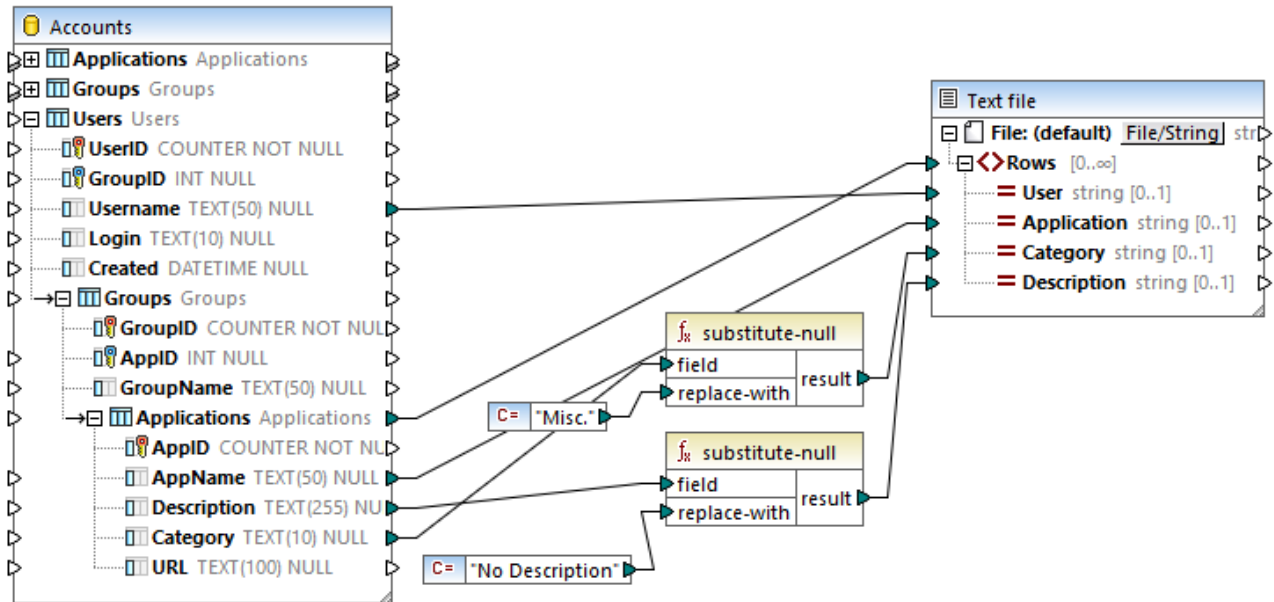 Accounts
Applications Applications
Groups Groups
Users Users
UserID COUNTER NOT NULL
GroupID INT NULL
Username TEXT(50) NULL
Login TEXT(10) NULL
Created DATETIME NULL
Groups Groups
GroupID COUNTER NOT NUL
AppID INT NULL
GroupName TEXT(50) NULL
Applications Applications
AppID COUNTER NOT NU
AppName TEXT(50) NULL
Description TEXT(255) NU
Category TEXT(10) NULL
URL TEXT(100) NULL
fx substitute-null
field
replace-with
result
C= "Misc."
fx substitute-null
field
replace-with
result
C= "No Description"
Text file
File: (default) File/String str
Rows [0..∞]
User string [0..1]
Application string [0..1]
Category string [0..1]
Description string [0..1]